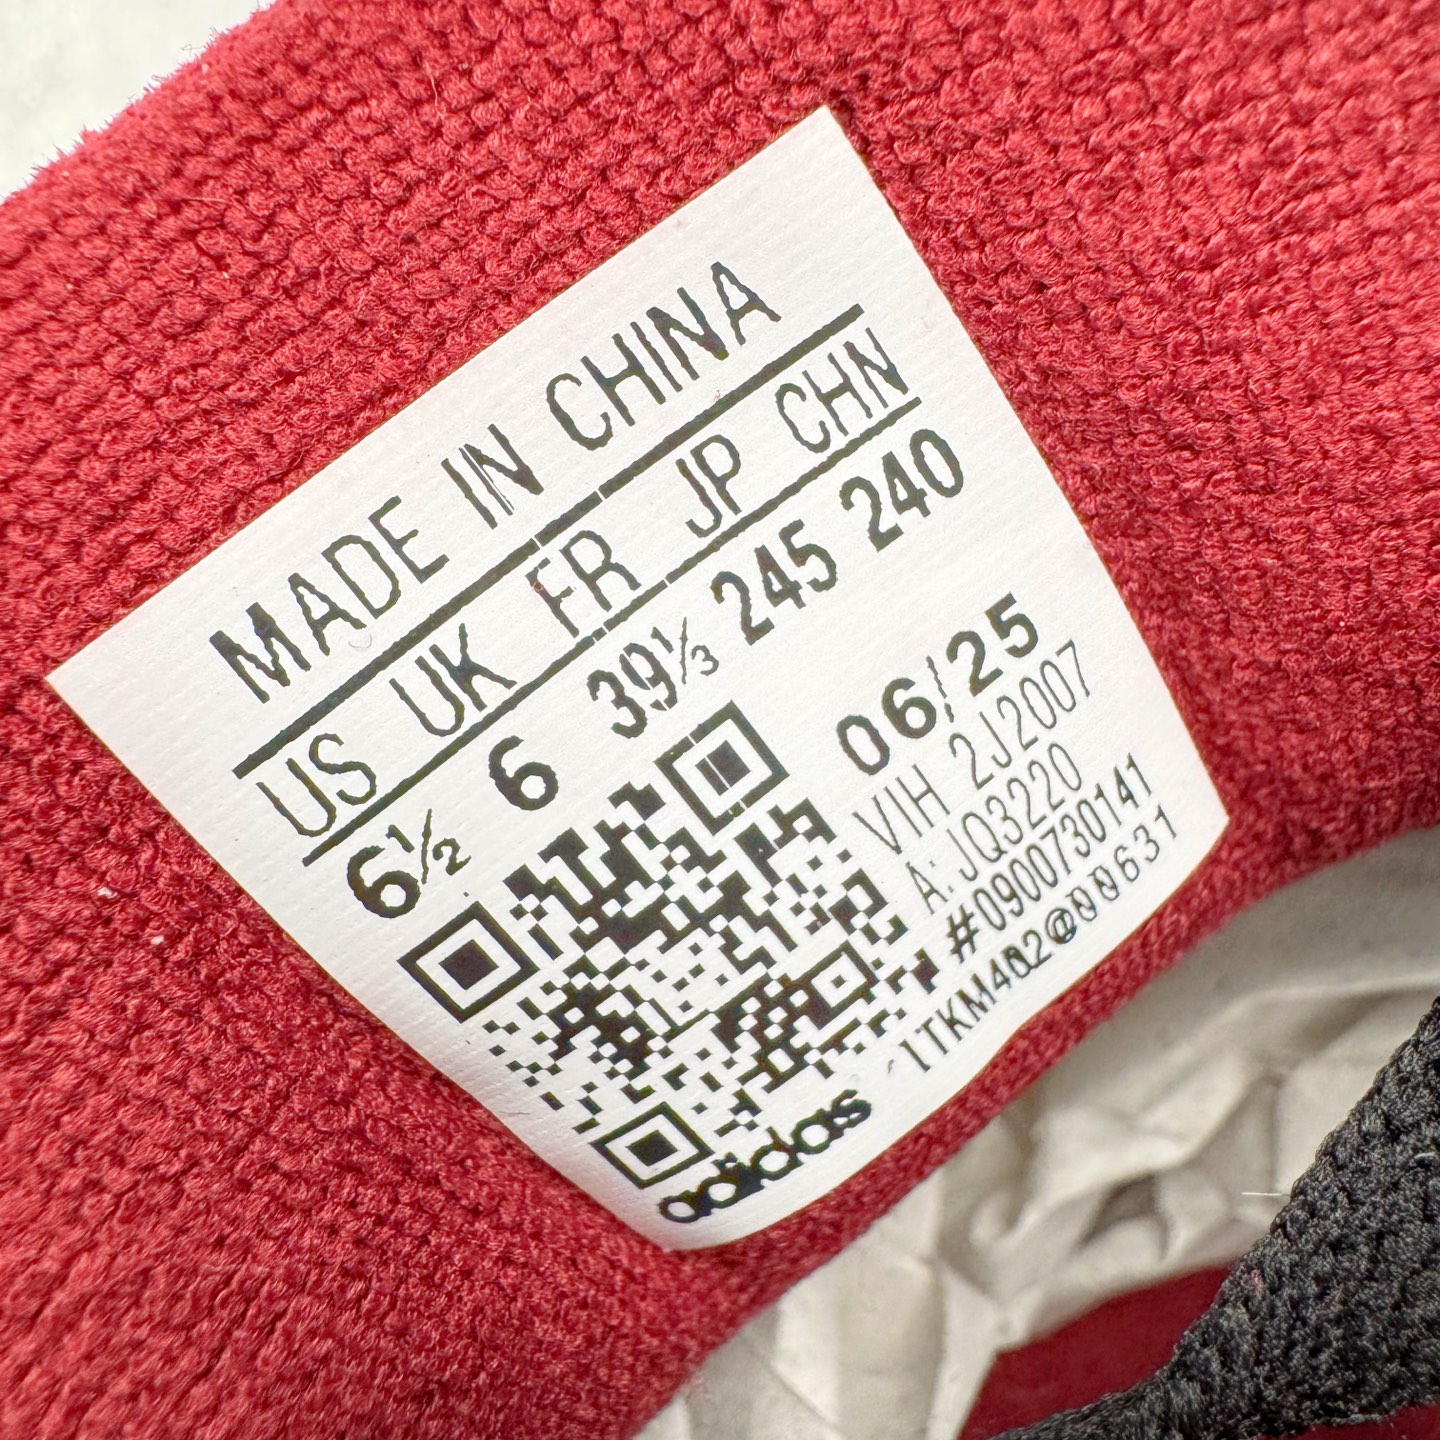 MADE IN CHINA
US UK FR JP CHN
6½ 6 39⅓ 245 240
06/25
VIH 2J2007
A: JQ3220
#0900730141
adidas